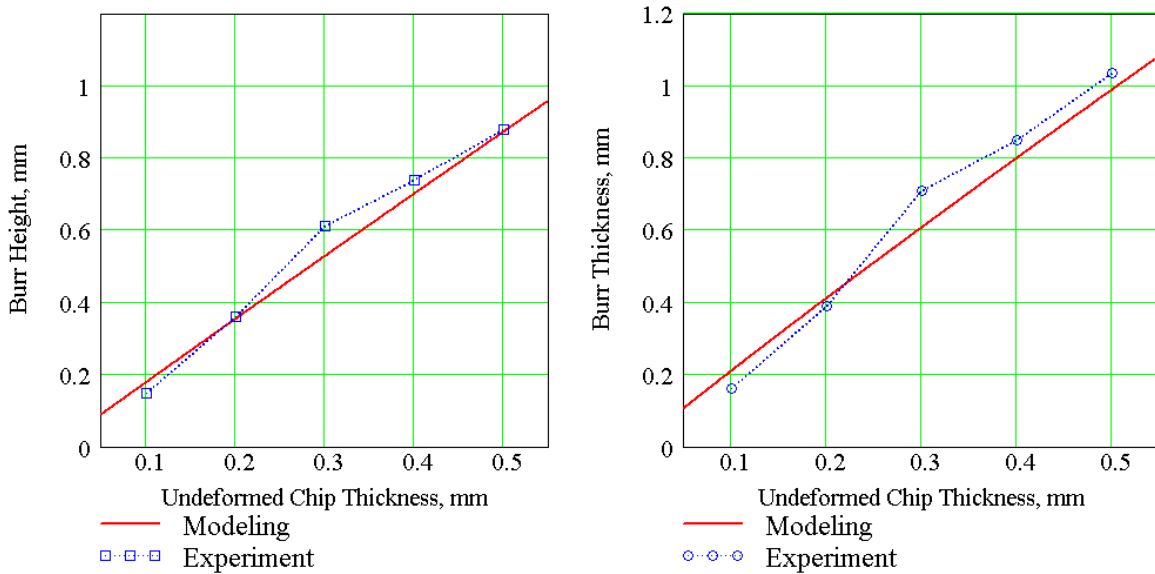 Burr Height, mm
1
0.8
0.6
0.4
0.2
0
0.1 0.2 0.3 0.4 0.5
Undeformed Chip Thickness, mm
Modeling
Experiment
Burr Thickness, mm
1.2
1
0.8
0.6
0.4
0.2
0
0.1 0.2 0.3 0.4 0.5
Undeformed Chip Thickness, mm
Modeling
Experiment